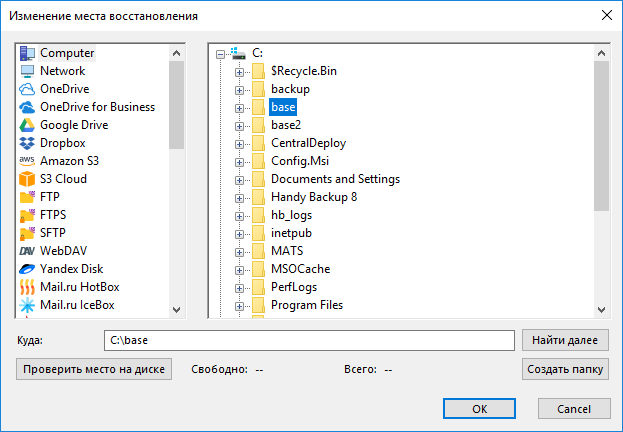 Изменение места восстановления
Computer
Network
OneDrive
OneDrive for Business
Google Drive
Dropbox
aws Amazon S3
S3 Cloud
FTP
FTPS
SFTP
DAV WebDAV
Yandex Disk
Mail.ru HotBox
Mail.ru IceBox
C:
$Recycle.Bin
backup
base
base2
CentralDeploy
Config.Msi
Documents and Settings
Handy Backup 8
hb_logs
inetpub
MATS
MSOCache
PerfLogs
Program Files
Куда: C:\base Найти далее
Проверить место на диске Свободно: -- Всего: -- Создать папку
OK Cancel